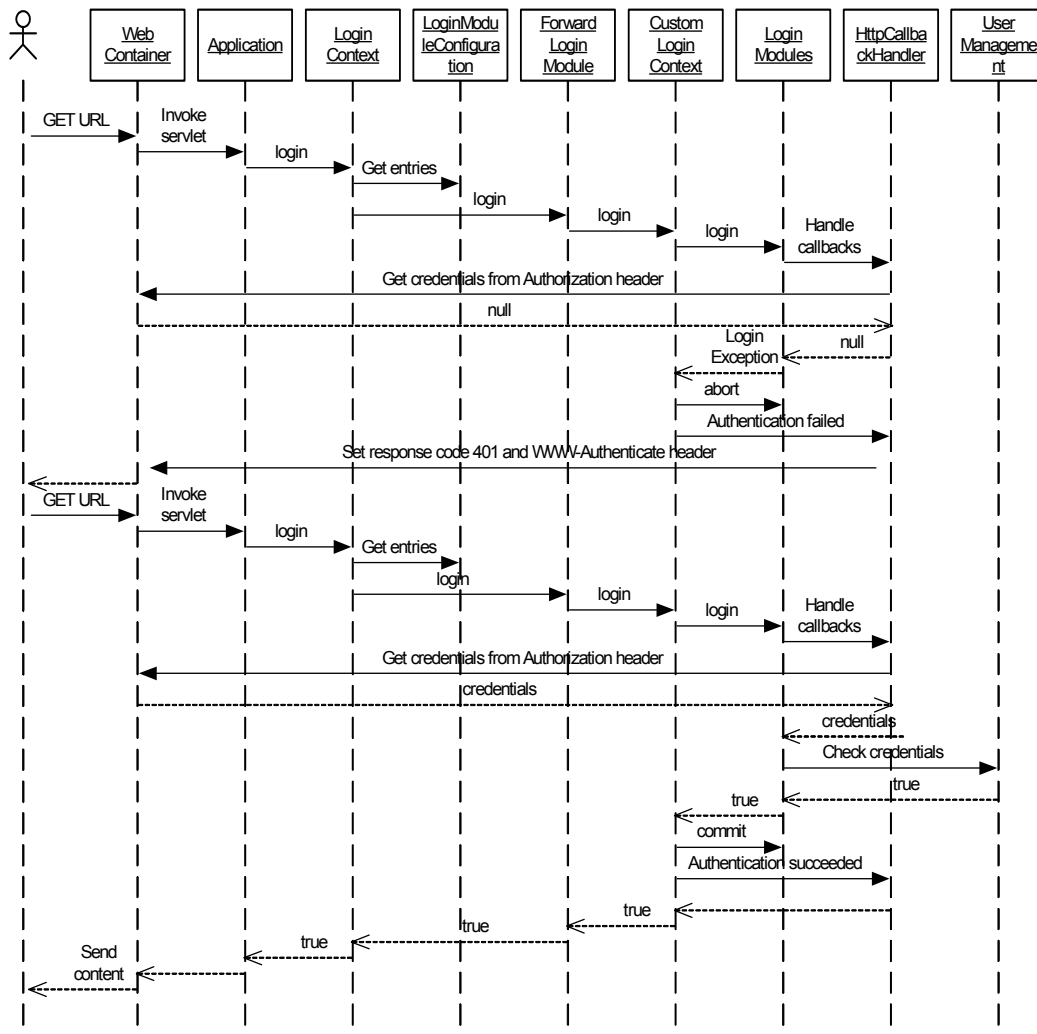 Web
Container
Application
Login
Context
LoginModu
leConfigura
tion
Forward
Login
Module
Custom
Login
Context
Login
Modules
HttpCallba
ckHandler
User
Manageme
nt
GET URL
Invoke
servlet
login
Get entries
login
login
login
Handle
callbacks
Get credentials from Authorization header
null
null
Login
Exception
abort
Authentication failed
Set response code 401 and WWW-Authenticate header
GET URL
Invoke
servlet
login
Get entries
login
login
login
Handle
callbacks
Get credentials from Authorization header
credentials
credentials
Check credentials
true
true
commit
Authentication succeeded
true
true
true
Send
content